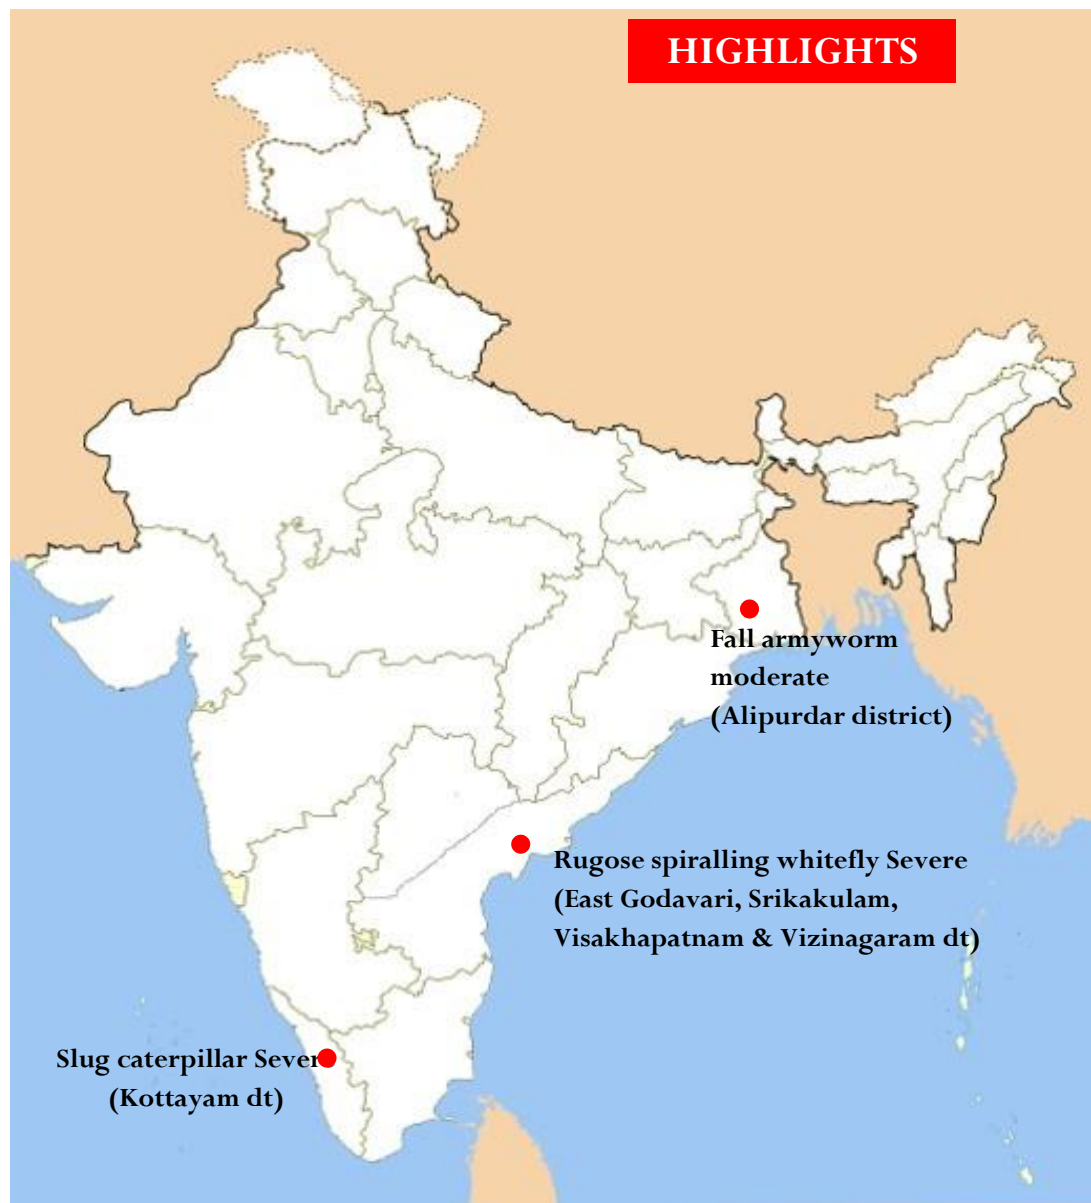 HIGHLIGHTS
Fall armyworm
moderate
(Alipurdar district)
Rugose spiralling whitefly Severe
(East Godavari, Srikakulam,
Visakhapatnam & Vizinagaram dt)
Slug caterpillar Sever
(Kottayam dt)